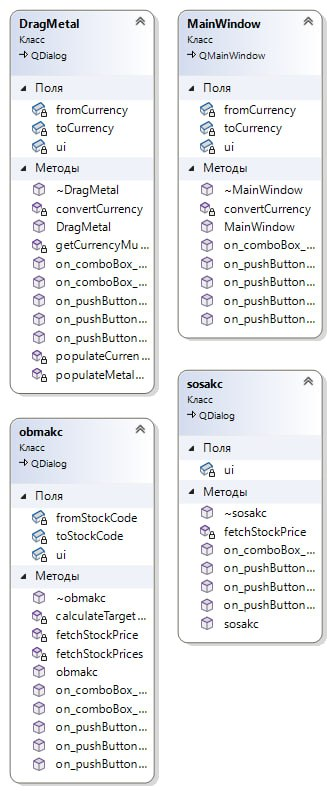 DragMetal
Класс
QDialog
Поля
fromCurrency
toCurrency
ui
Методы
~DragMetal
convertCurrency
DragMetal
getCurrencyMu...
on_comboBox_...
on_comboBox_...
on_pushButton...
on_pushButton...
on_pushButton...
populateCurren...
populateMetal...
MainWindow
Класс
QMainWindow
Поля
fromCurrency
toCurrency
ui
Методы
~MainWindow
convertCurrency
MainWindow
on_comboBox_...
on_comboBox_...
on_pushButton...
on_pushButton...
on_pushButton...
obmakc
Класс
QDialog
Поля
fromStockCode
toStockCode
ui
Методы
~obmakc
calculateTarget...
fetchStockPrice
fetchStockPrices
obmakc
on_comboBox_...
on_comboBox_...
on_pushButton...
on_pushButton...
on_pushButton...
sosakc
Класс
QDialog
Поля
ui
Методы
~sosakc
fetchStockPrice
on_comboBox_...
on_pushButton...
on_pushButton...
on_pushButton...
sosakc